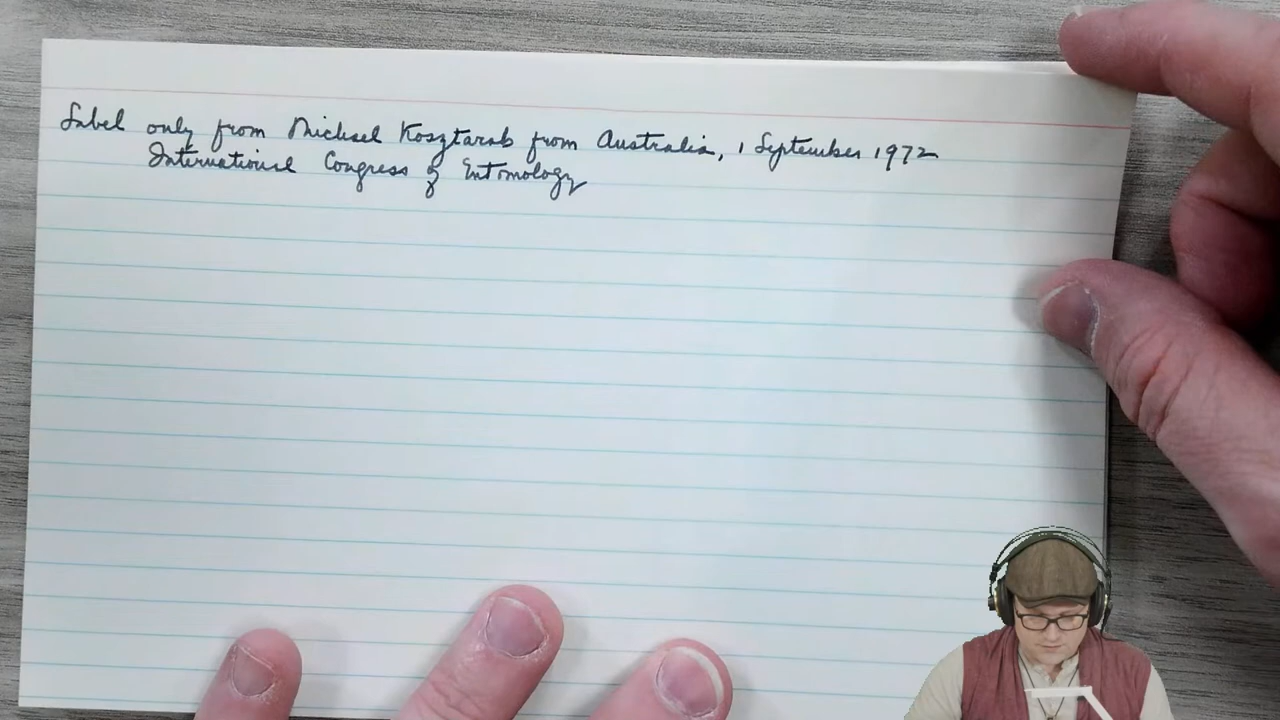 Label only from Michael Kosztarab from Australia, 1 September 1972
International Congress of Entomology